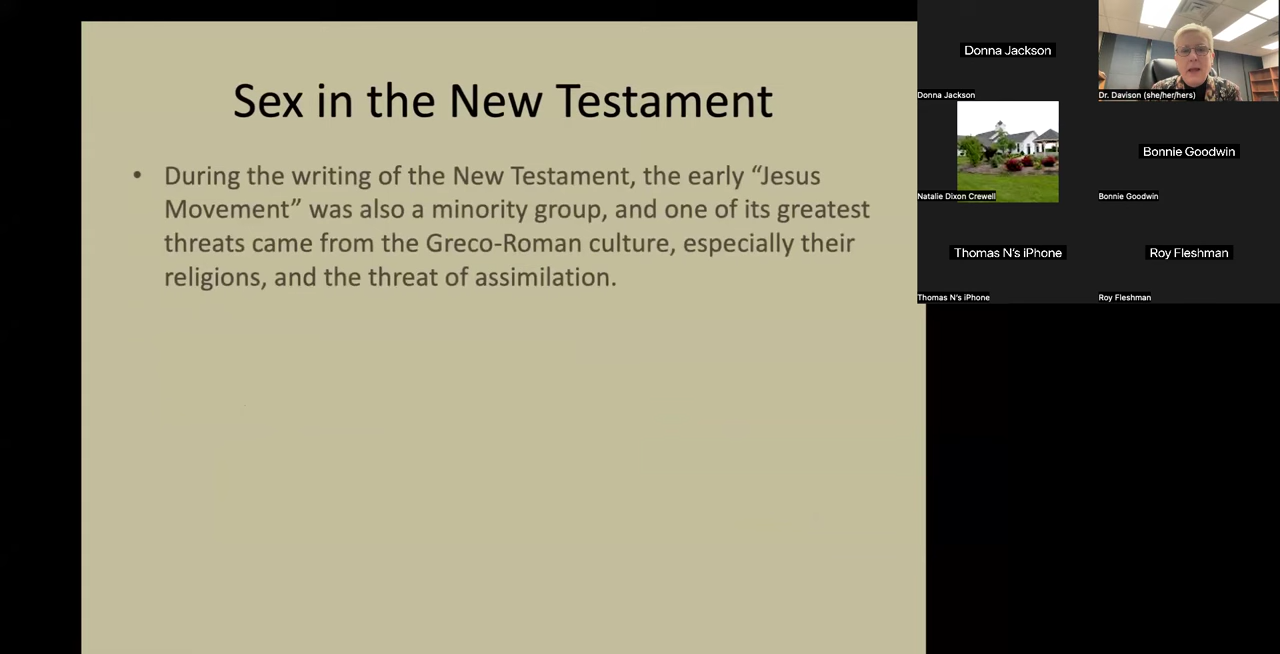 Sex in the New Testament
• During the writing of the New Testament, the early “Jesus
Movement” was also a minority group, and one of its greatest
threats came from the Greco-Roman culture, especially their
religions, and the threat of assimilation.
Donna Jackson
Donna Jackson
Dr. Davison (she/her/hers)
Natalie Dixon Crewell
Bonnie Goodwin
Bonnie Goodwin
Thomas N’s iPhone
Thomas N’s iPhone
Roy Fleshman
Roy Fleshman